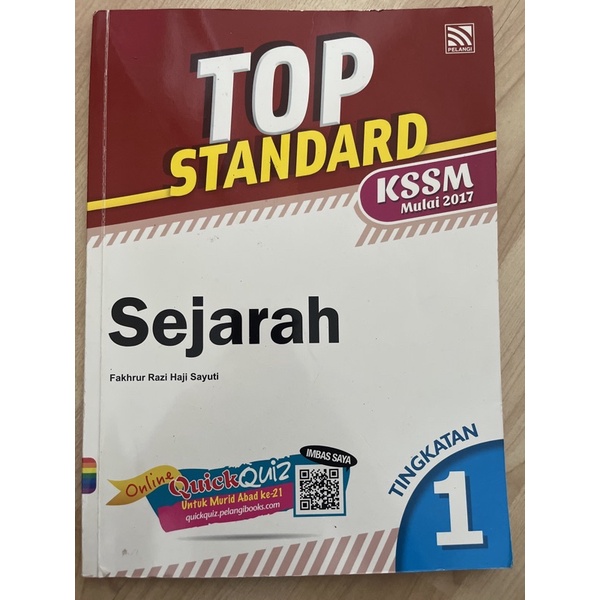 PELANGI
TOP
STANDARD
KSSM
Mulai 2017
Sejarah
Fakhrur Razi Haji Sayuti
Online QuickQuiz
Untuk Murid Abad ke-21
quickquiz.pelangibooks.com
IMBAS SAYA
TINGKATAN
1